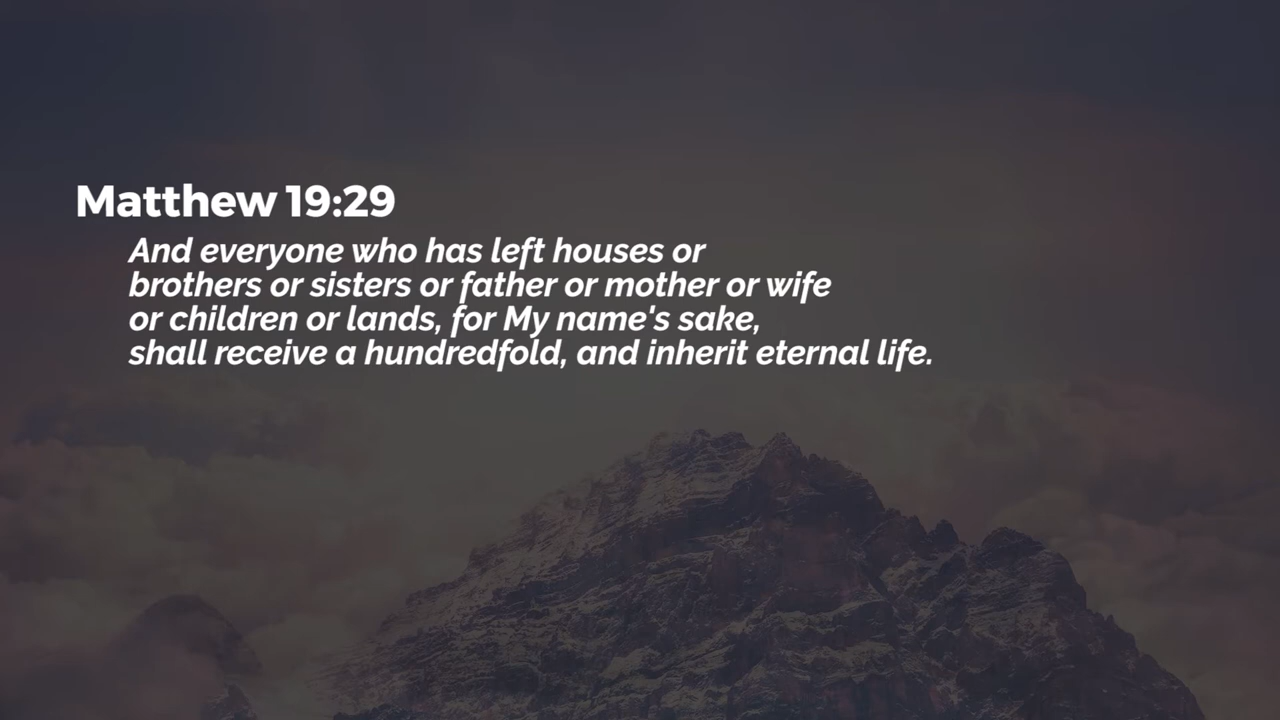 Matthew 19:29
And everyone who has left houses or
brothers or sisters or father or mother or wife
or children or lands, for My name's sake,
shall receive a hundredfold, and inherit eternal life.